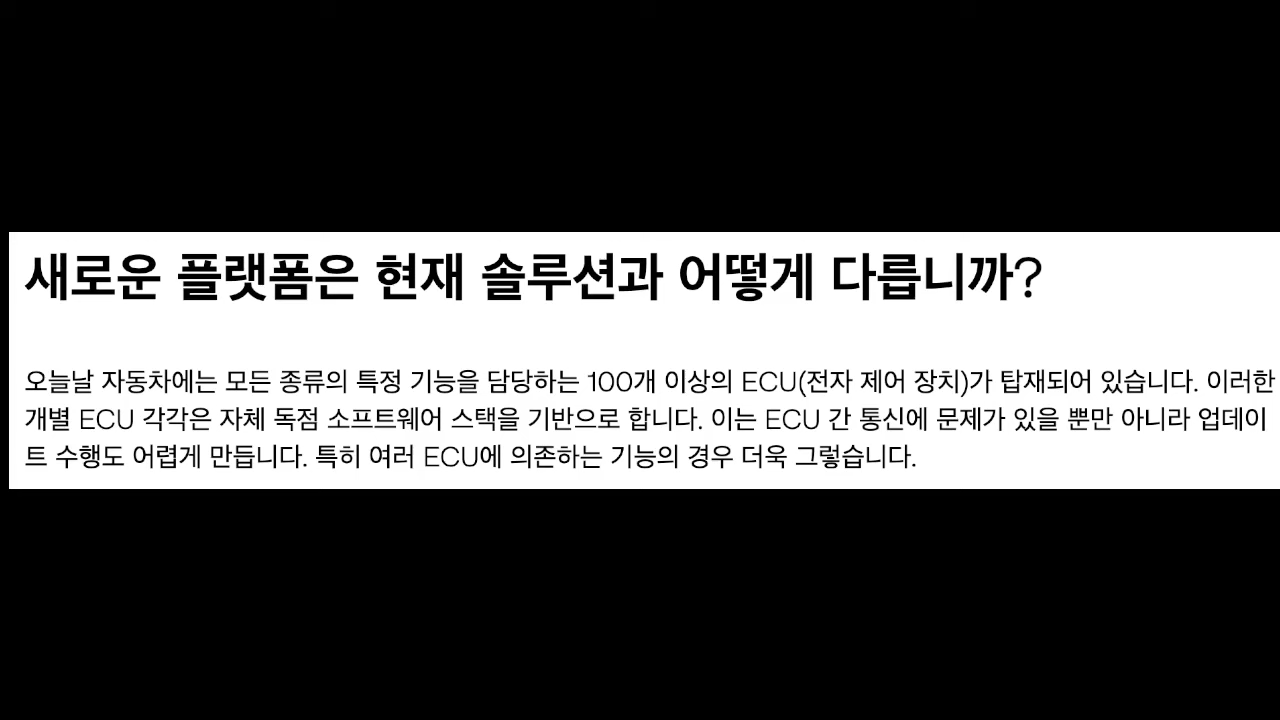 새로운 플랫폼은 현재 솔루션과 어떻게 다릅니까?
오늘날 자동차에는 모든 종류의 특정 기능을 담당하는 100개 이상의 ECU(전자 제어 장치)가 탑재되어 있습니다. 이러한
개별 ECU 각각은 자체 독점 소프트웨어 스택을 기반으로 합니다. 이는 ECU 간 통신에 문제가 있을 뿐만 아니라 업데이
트 수행도 어렵게 만듭니다. 특히 여러 ECU에 의존하는 기능의 경우 더욱 그렇습니다.